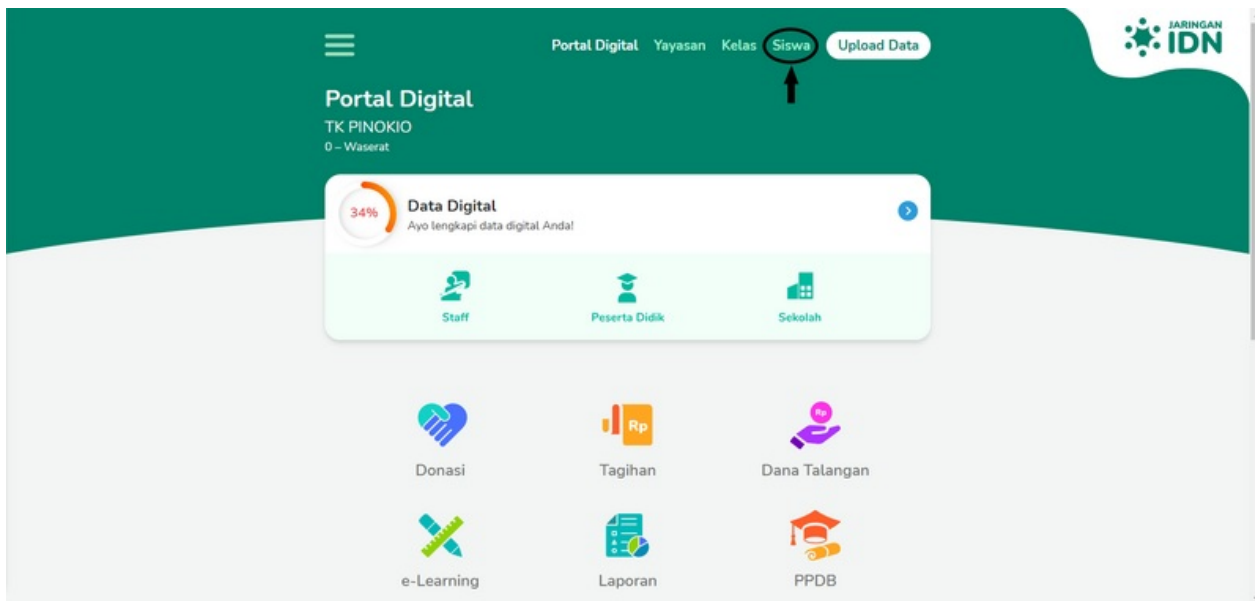 Portal Digital Yayasan Kelas Siswa Upload Data
JARINGAN
IDN
Portal Digital
TK PINOKIO
0 – Waserat
34%
Data Digital
Ayo lengkapi data digital Anda!
Staff Peserta Didik Sekolah
Rp Rp
Donasi Tagihan Dana Talangan
e-Learning Laporan PPDB